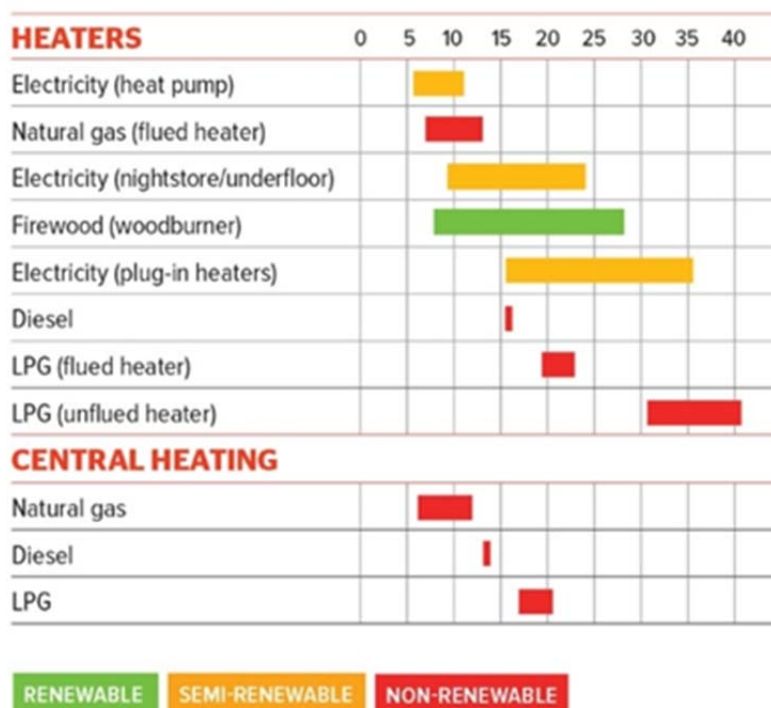 HEATERS 0 5 10 15 20 25 30 35 40
Electricity (heat pump)
Natural gas (flued heater)
Electricity (nightstore/underfloor)
Firewood (woodburner)
Electricity (plug-in heaters)
Diesel
LPG (flued heater)
LPG (unflued heater)
CENTRAL HEATING
Natural gas
Diesel
LPG
RENEWABLE SEMI-RENEWABLE NON-RENEWABLE